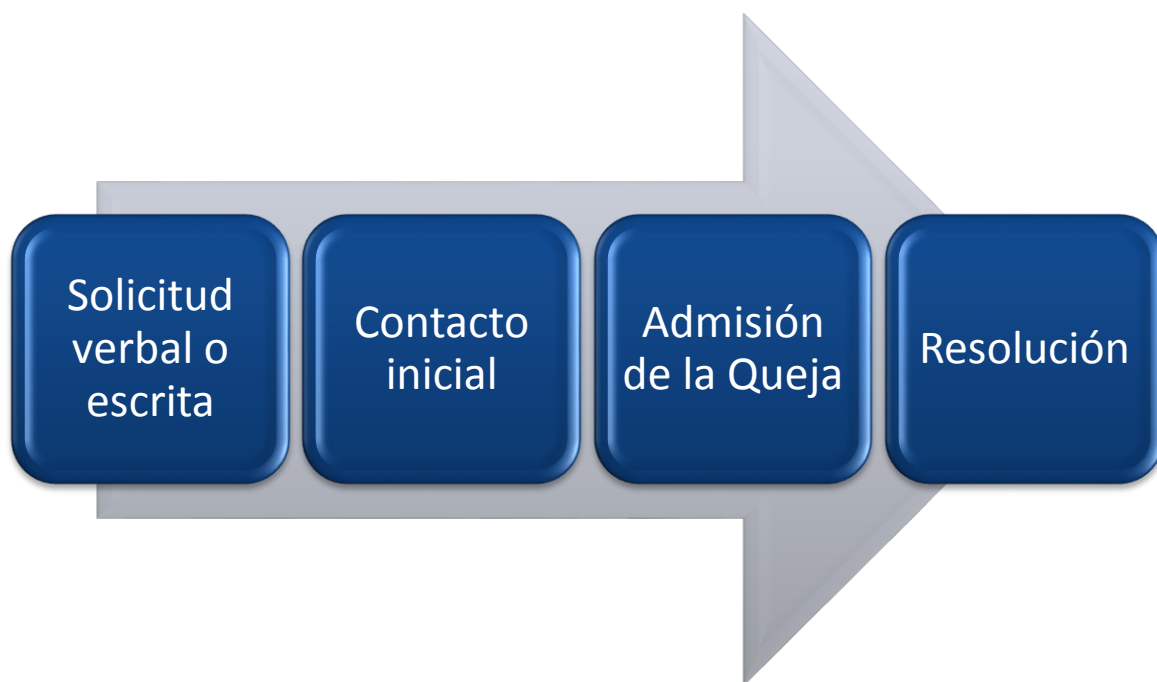 Solicitud
verbal o
escrita
Contacto
inicial
Admisión
de la Queja
Resolución